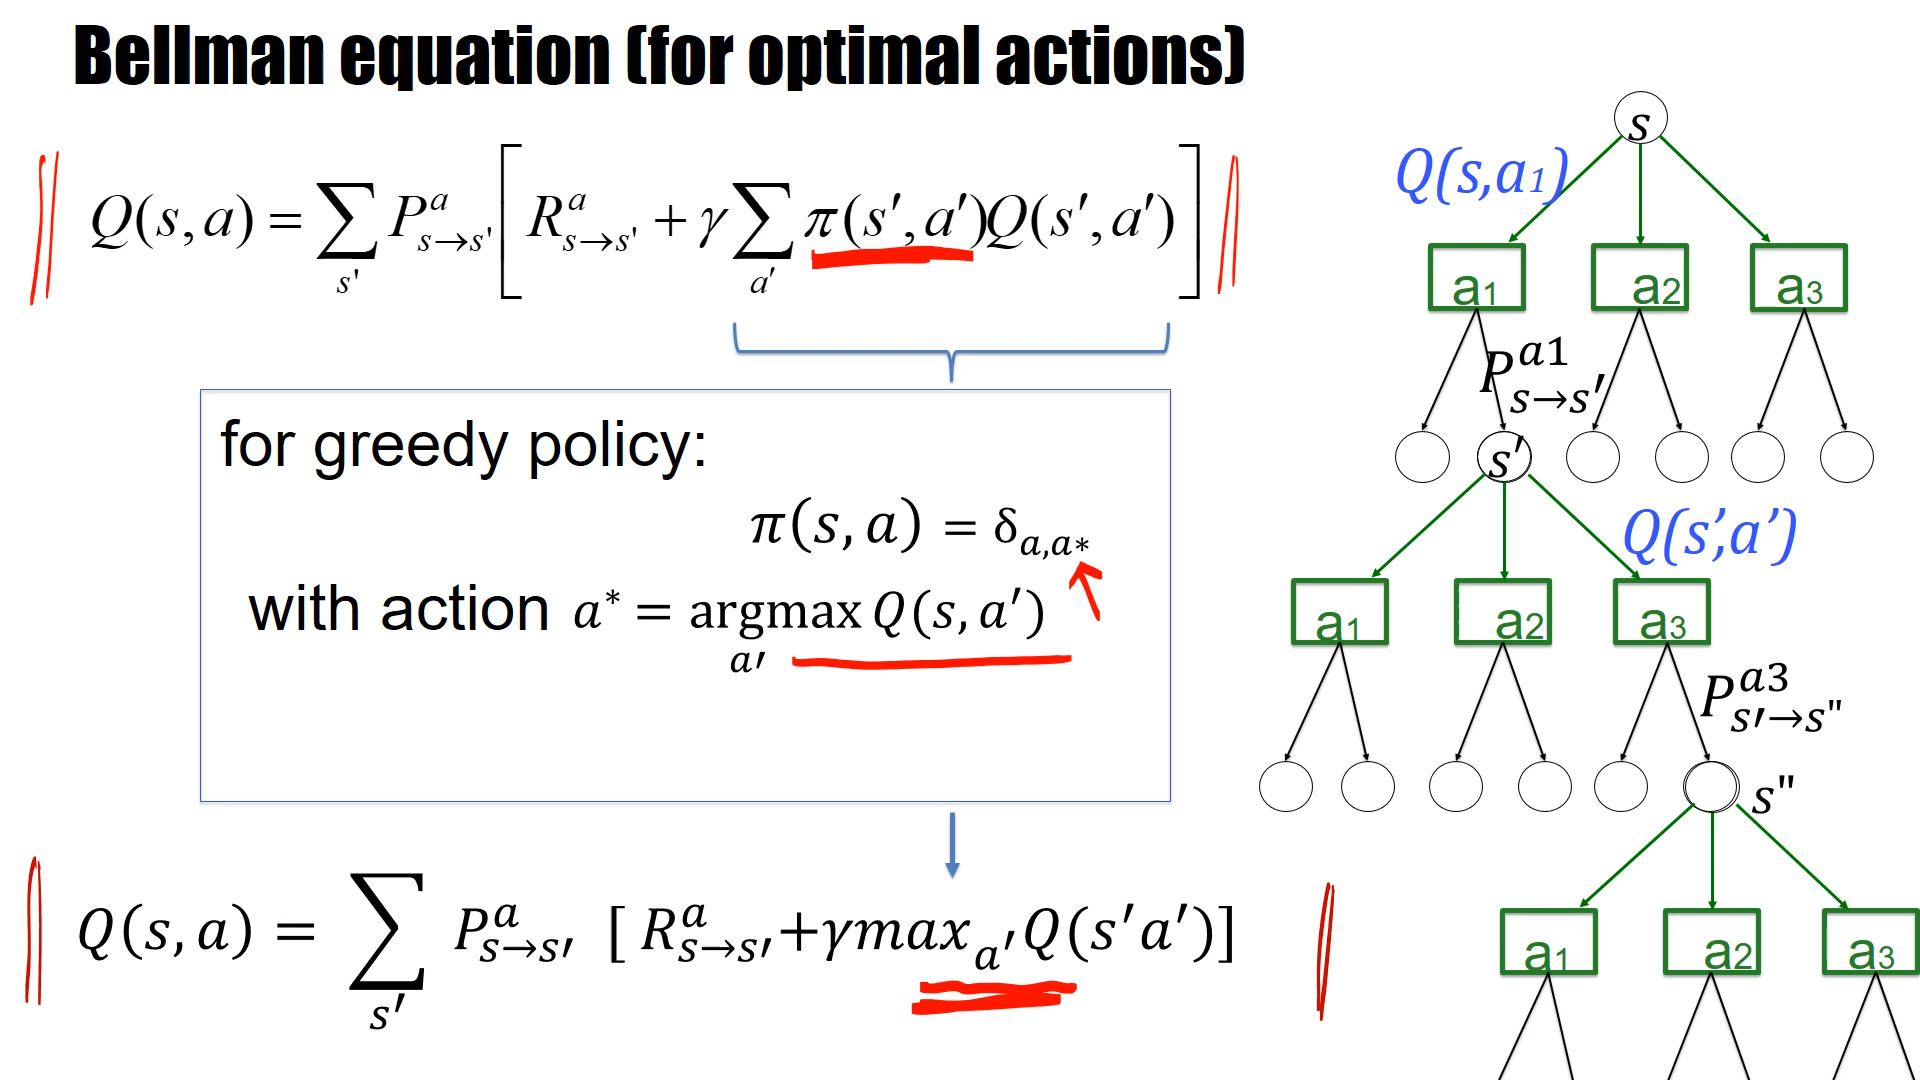 Bellman equation (for optimal actions)
Q(s,a) = ∑_{s'} P^a_{s→s'} [ R^a_{s→s'} + γ ∑_{a'} π(s',a')Q(s',a') ]
for greedy policy:
π(s,a) = δ_{a,a*}
with action a* = argmax_{a'} Q(s,a')
Q(s,a) = ∑_{s'} P^a_{s→s'} [ R^a_{s→s'} + γmax_{a'} Q(s'a')]
s
Q(s,a1)
a1 a2 a3
P^{a1}_{s→s'}
s'
Q(s',a')
a1 a2 a3
P^{a3}_{s'→s"}
s"
a1 a2 a3